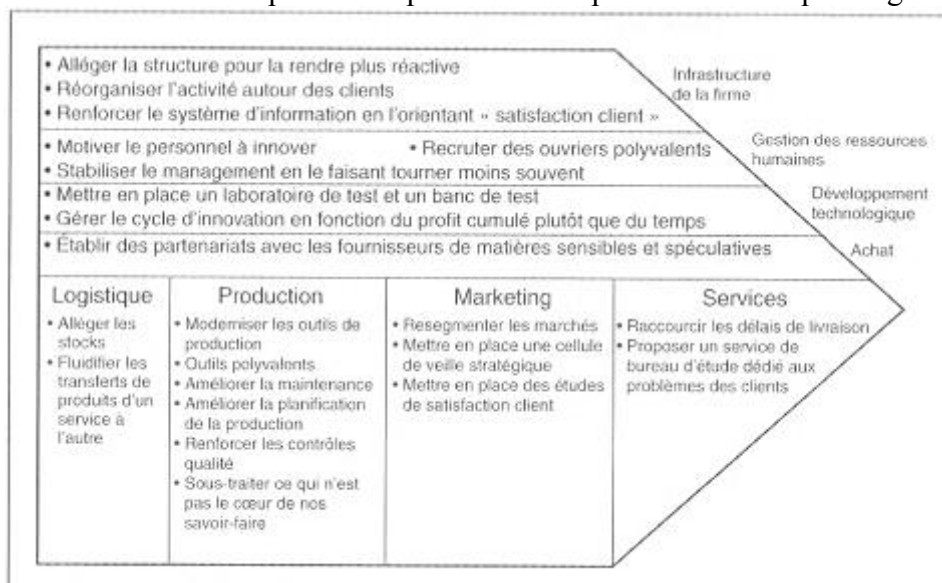 • Alléger la structure pour la rendre plus réactive
• Réorganiser l'activité autour des clients
• Renforcer le système d'information en l'orientant « satisfaction client »
Infrastructure
de la firme
• Motiver le personnel à innover • Recruter des ouvriers polyvalents
• Stabiliser le management en le faisant tourner moins souvent
Gestion des ressources
humaines
• Mettre en place un laboratoire de test et un banc de test
• Gérer le cycle d'innovation en fonction du profit cumulé plutôt que du temps
Développement
technologique
• Établir des partenariats avec les fournisseurs de matières sensibles et spéculatives
Achat
Logistique
• Alléger les
stocks
• Fluidifier les
transferts de
produits d'un
service à
l'autre
Production
• Moderniser les outils de
production
• Outils polyvalents
• Améliorer la maintenance
• Améliorer la planification
de la production
• Renforcer les contrôles
qualité
• Sous-traiter ce qui n'est
pas le cœur de nos
savoir-faire
Marketing
• Resegmenter les marchés
• Mettre en place une cellule
de veille stratégique
• Mettre en place des études
de satisfaction client
Services
• Raccourcir les délais de livraison
• Proposer un service de
bureau d'étude dédié aux
problèmes des clients